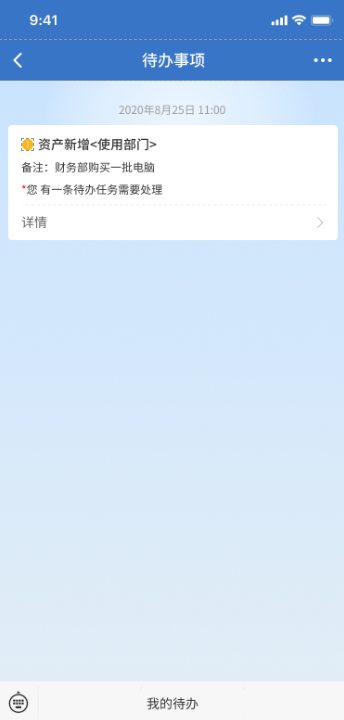 9:41
待办事项
2020年8月25日 11:00
资产新增<使用部门>
备注：财务部购买一批电脑
*您 有一条待办任务需要处理
详情
我的待办